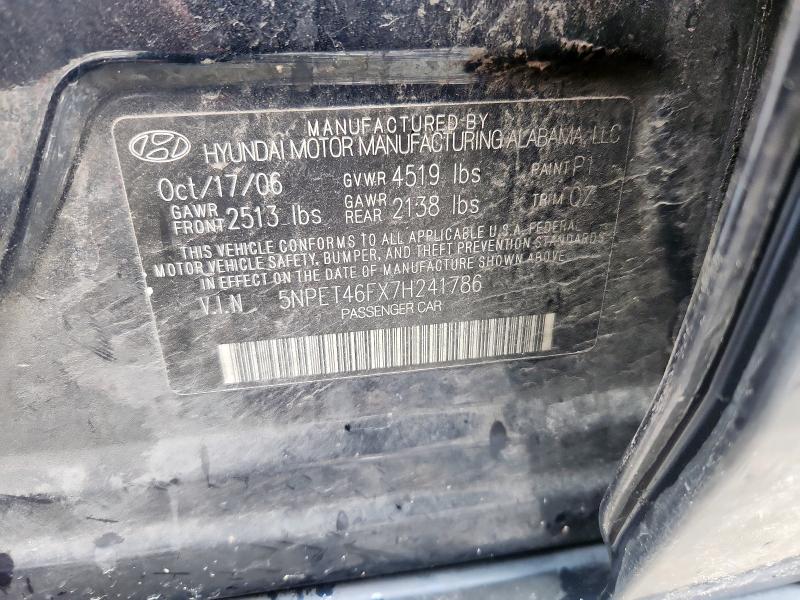 MANUFACTURED BY
HYUNDAI MOTOR MANUFACTURING ALABAMA, LLC
Oct/17/06 GVWR 4519 lbs PAINT P1
GAWR FRONT 2513 lbs GAWR REAR 2138 lbs TRIM OZ
THIS VEHICLE CONFORMS TO ALL APPLICABLE U.S.A. FEDERAL
MOTOR VEHICLE SAFETY, BUMPER, AND THEFT PREVENTION STANDARDS
IN EFFECT ON THE DATE OF MANUFACTURE SHOWN ABOVE
V.I.N 5NPET46FX7H241786
PASSENGER CAR